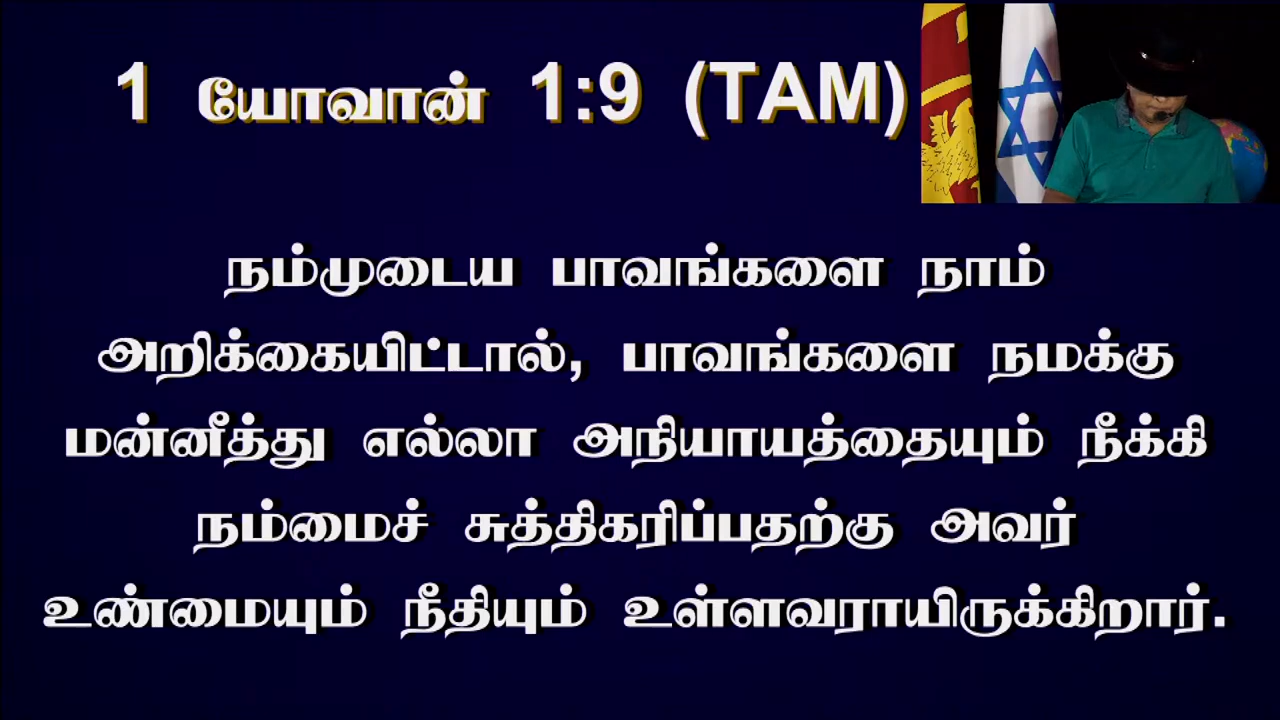 1 யோவான் 1:9 (TAM)
நம்முடைய பாவங்களை நாம்
அறிக்கையிட்டால், பாவங்களை நமக்கு
மன்னீத்து எல்லா அநியாயத்தையும் நீக்கி
நம்மைச் சுத்திகரிப்பதற்கு அவர்
உண்மையும் நீதியும் உள்ளவராயிருக்கிறார்.